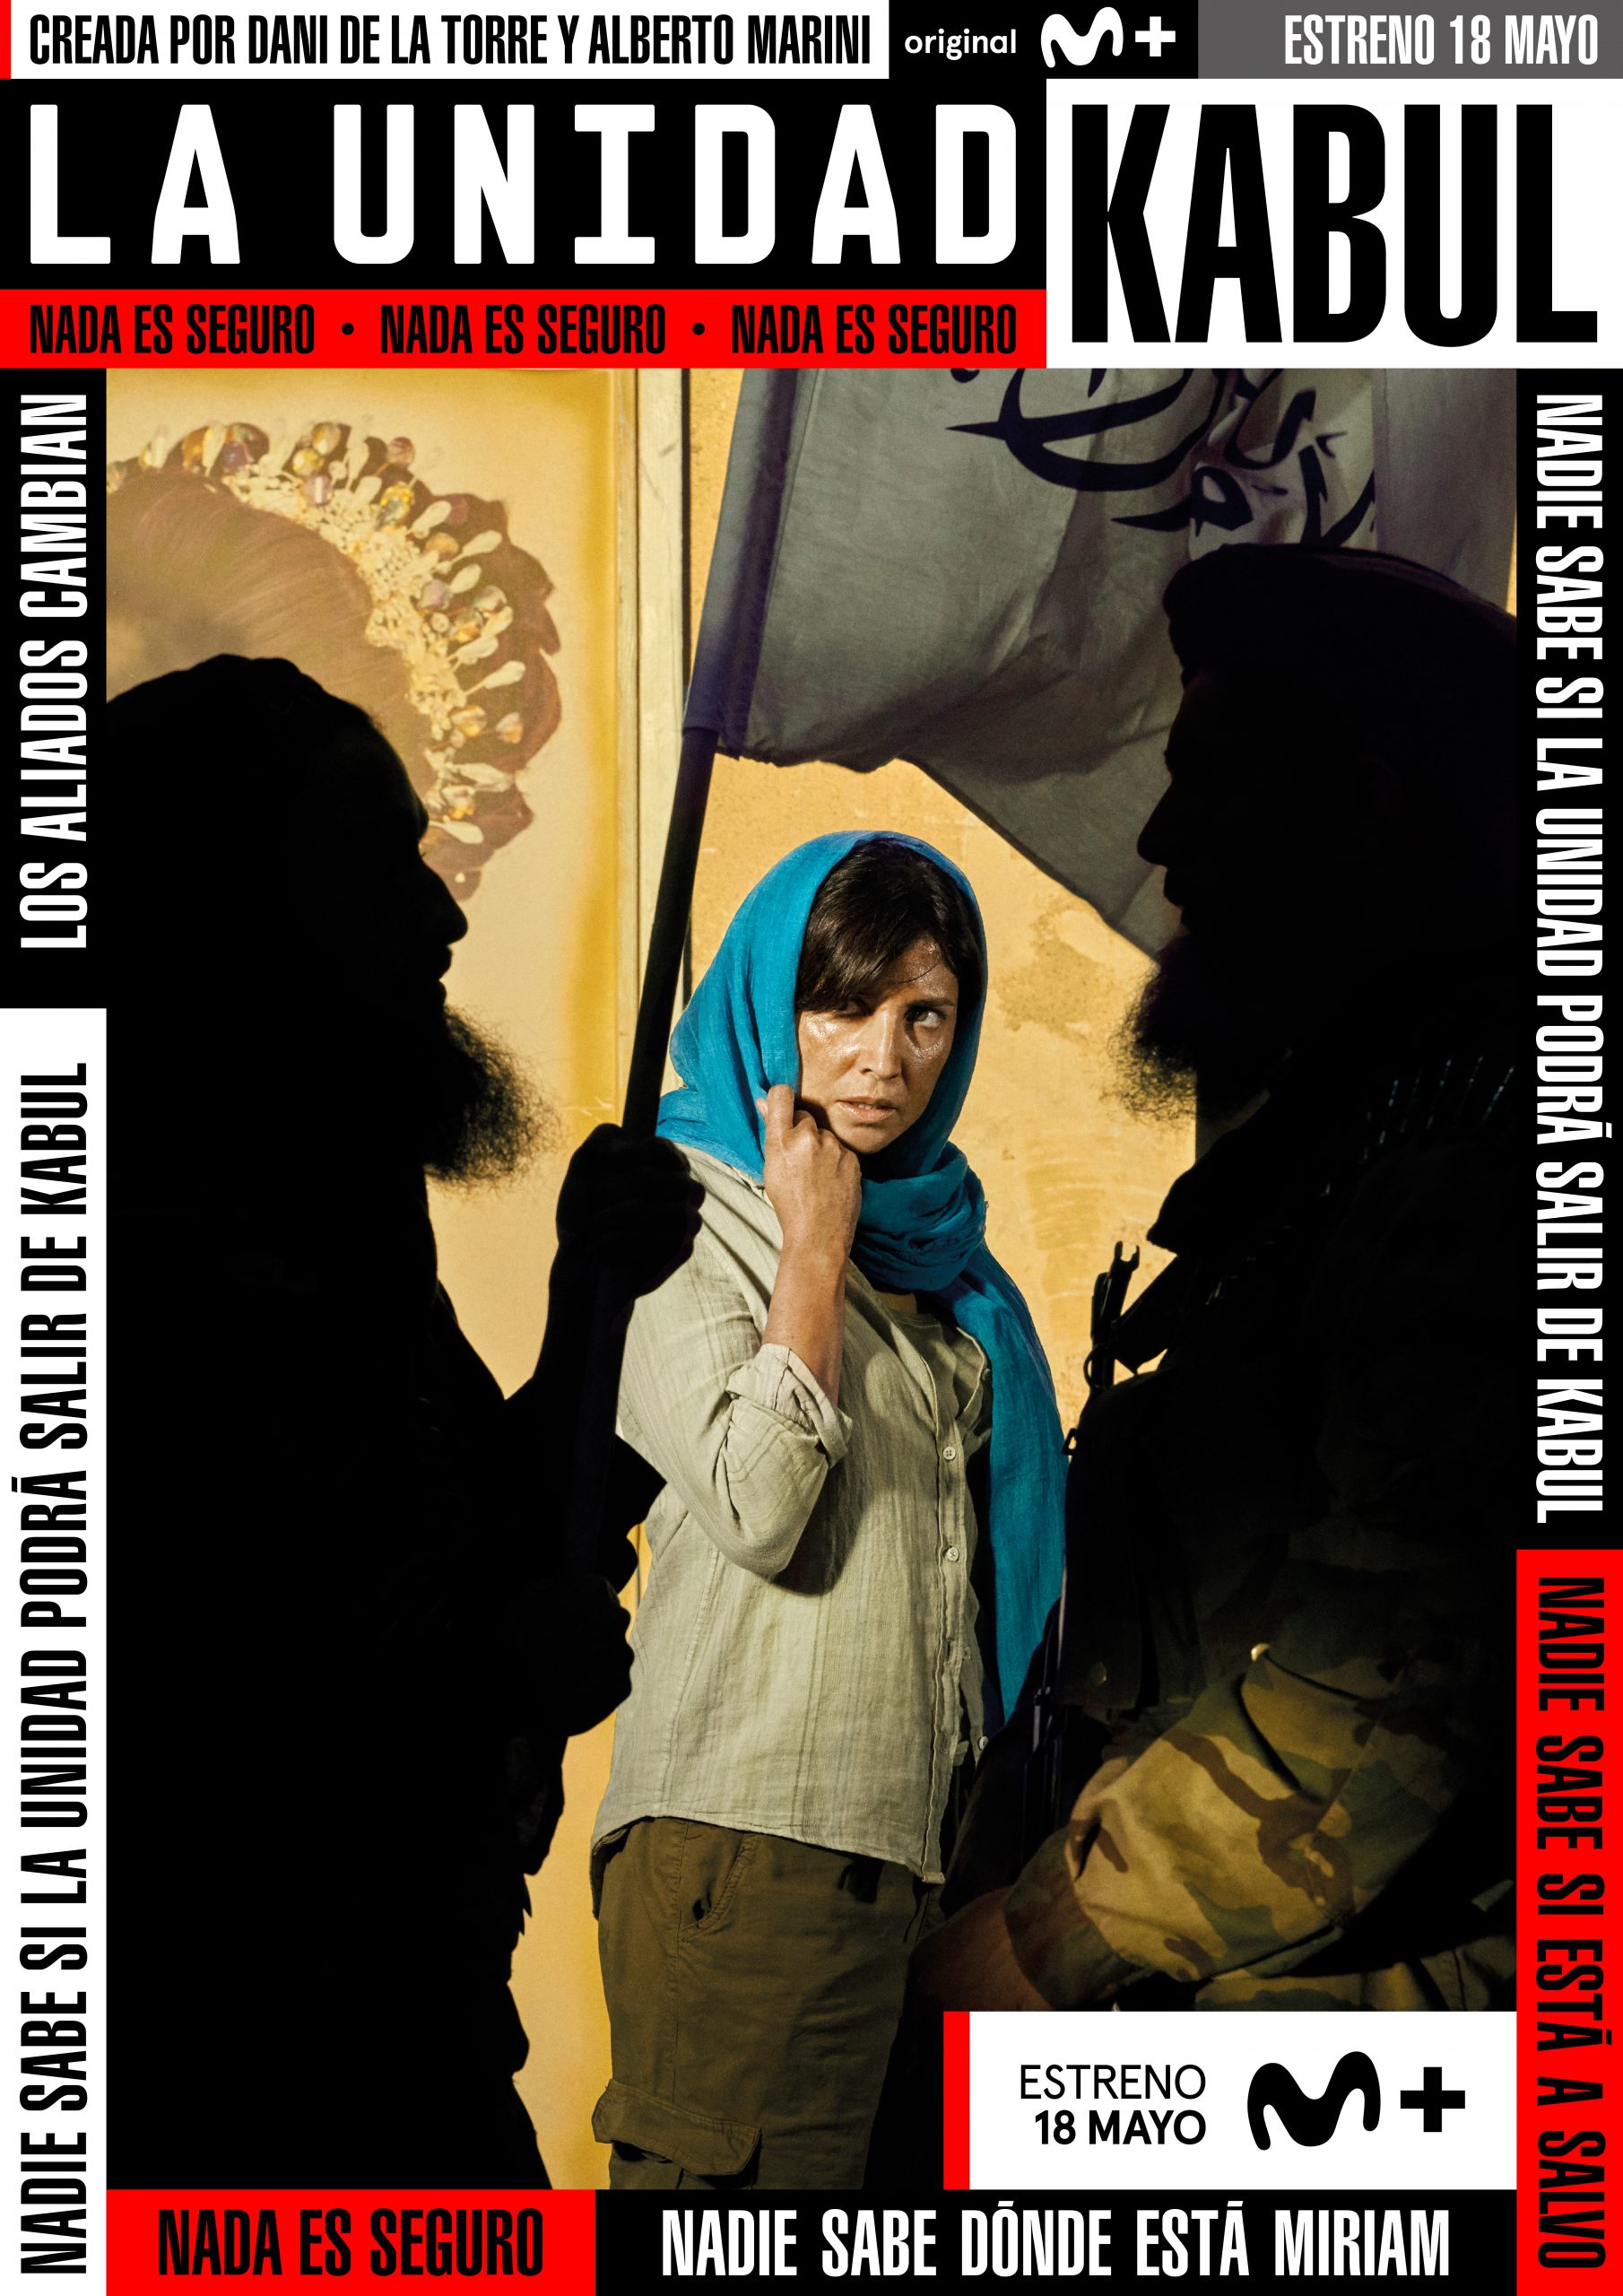 CREADA POR DANI DE LA TORRE Y ALBERTO MARINI
original M+
ESTRENO 18 MAYO
LA UNIDAD
KABUL
NADA ES SEGURO • NADA ES SEGURO • NADA ES SEGURO
LOS ALIADOS CAMBIAN
NADIE SABE SI LA UNIDAD PODRÁ SALIR DE KABUL
NADIE SABE SI LA UNIDAD PODRÁ SALIR DE KABUL
NADIE SABE SI ESTÁ A SALVO
ESTRENO
18 MAYO
M+
NADA ES SEGURO
NADIE SABE DÓNDE ESTÁ MIRIAM